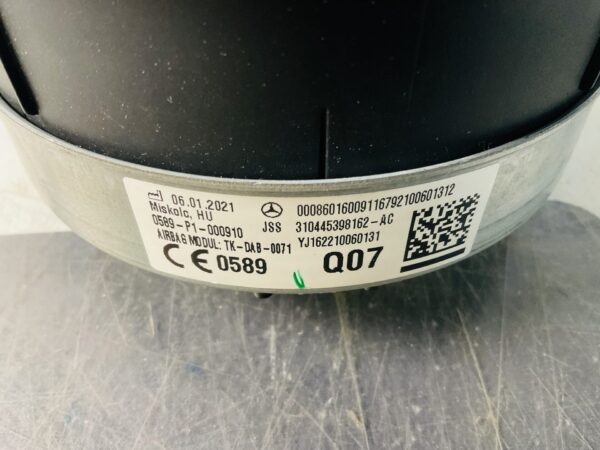 06.01.2021
Miskolc, HU
0589-P1-000910
AIRBAG MODUL: TK-DAB-0071
CE 0589
00086016009116792100601312
JSS 310445398162-AC
YJ162210060131
Q07